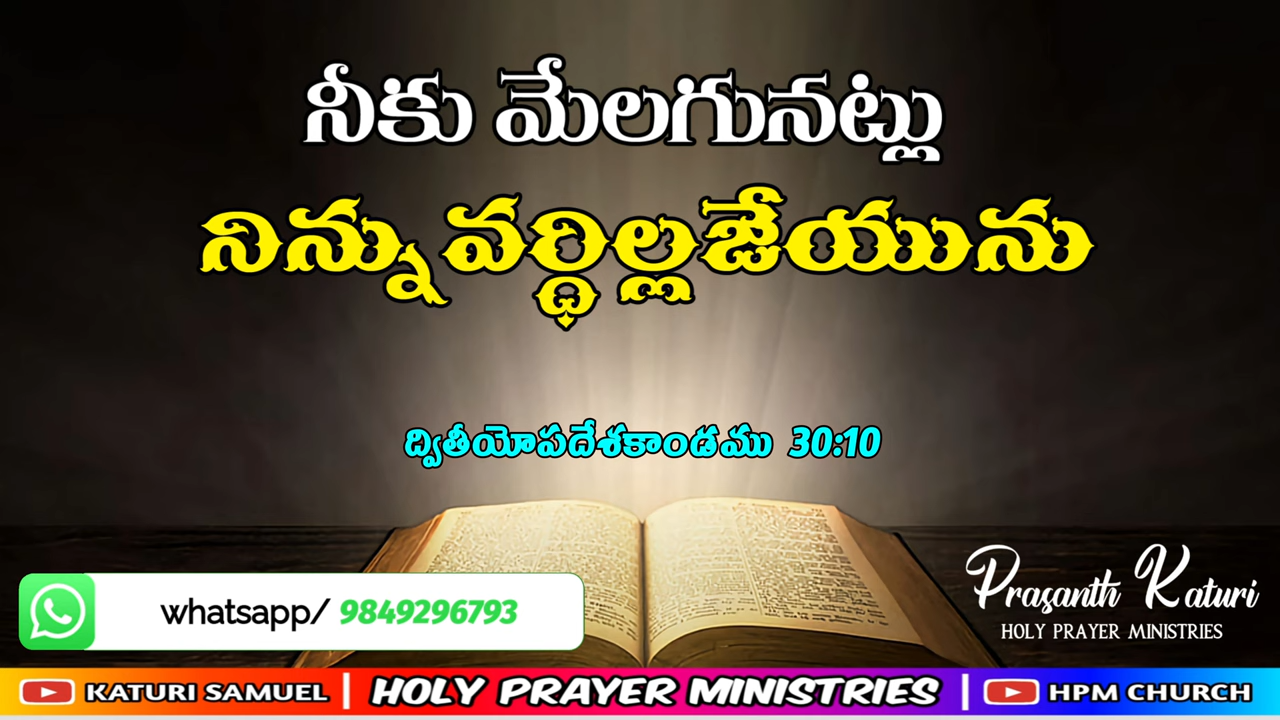 నీకు మేలగునట్లు
నిన్ను వర్ధిల్లజేయును
ద్వితీయోపదేశకాండము 30:10
whatsapp/ 9849296793
Prasanth Katuri
HOLY PRAYER MINISTRIES
KATURI SAMUEL | HOLY PRAYER MINISTRIES | HPM CHURCH